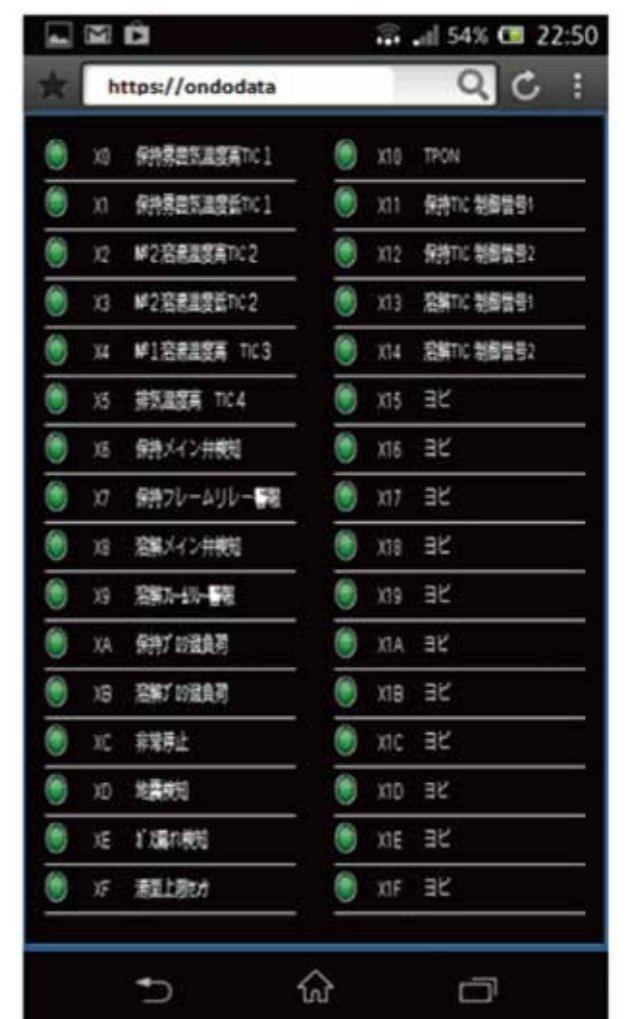 54% 22:50
https://ondodata
X0 保持雰囲気温度高TIC1
X1 保持雰囲気温度低TIC1
X2 №2溶湯温度高TIC2
X3 №2溶湯温度低TIC2
X4 №1溶湯温度高 TIC3
X5 排気温度高 TIC4
X6 保持メイン弁検知
X7 保持フレームリレー警報
X8 溶解メイン弁検知
X9 溶解ﾌﾚｰﾑﾘﾚｰ警報
XA 保持ﾌﾞﾛｱ過負荷
XB 溶解ﾌﾞﾛｱ過負荷
XC 非常停止
XD 地震検知
XE ｶﾞｽ漏れ検知
XF 湯面上限ｾﾝｻ
X10 TPON
X11 保持TIC 制御信号1
X12 保持TIC 制御信号2
X13 溶解TIC 制御信号1
X14 溶解TIC 制御信号2
X15 ヨビ
X16 ヨビ
X17 ヨビ
X18 ヨビ
X19 ヨビ
X1A ヨビ
X1B ヨビ
X1C ヨビ
X1D ヨビ
X1E ヨビ
X1F ヨビ